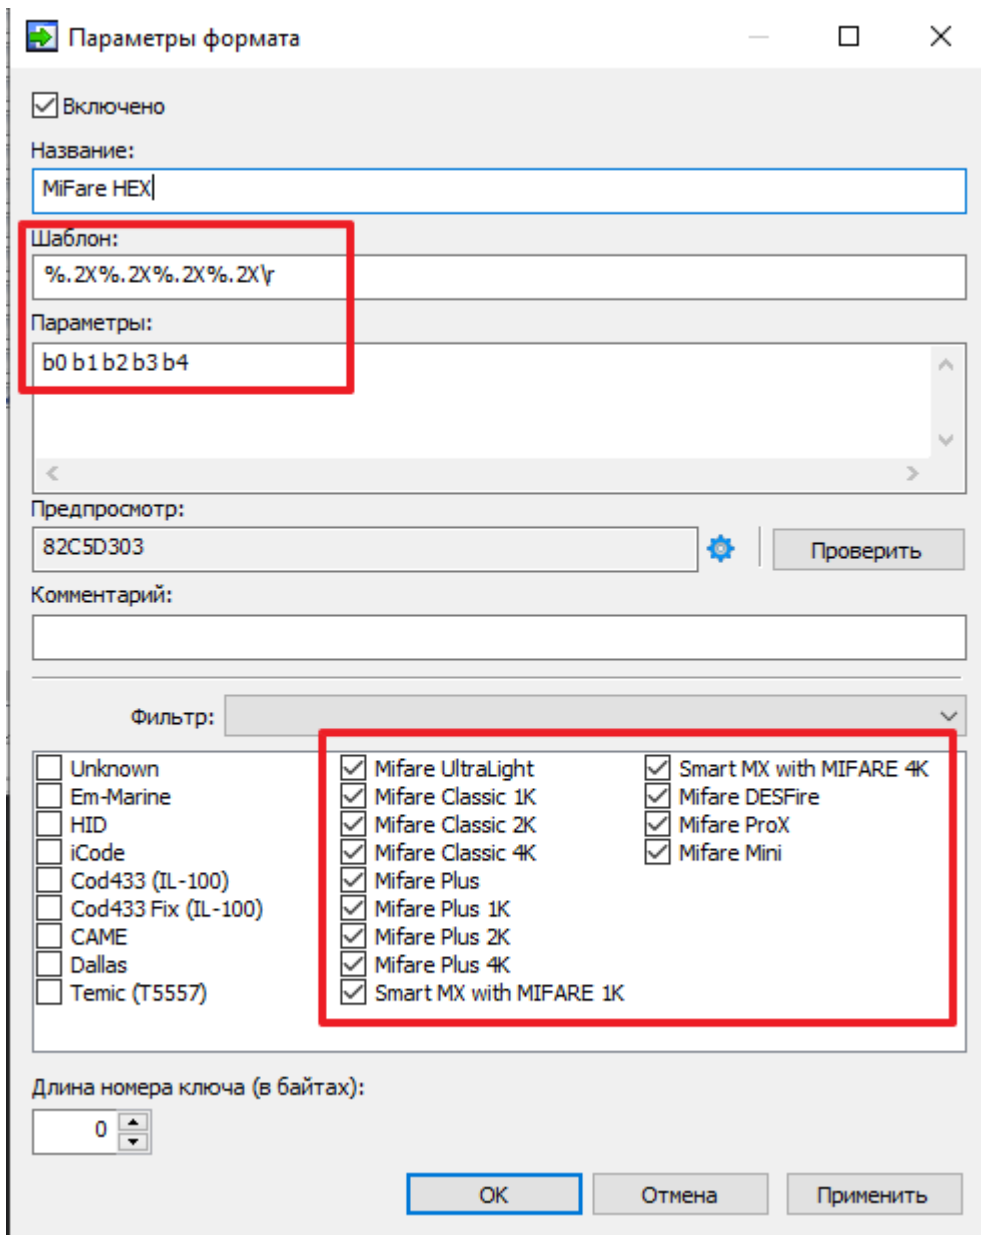 Параметры формата
Включено
Название:
MiFare HEX
Шаблон:
%.2X%.2X%.2X%.2X\r
Параметры:
b0 b1 b2 b3 b4
Предпросмотр:
82C5D303
Проверить
Комментарий:
Фильтр:
Unknown
Em-Marine
HID
iCode
Cod433 (IL-100)
Cod433 Fix (IL-100)
CAME
Dallas
Temic (T5557)
Mifare UltraLight
Mifare Classic 1K
Mifare Classic 2K
Mifare Classic 4K
Mifare Plus
Mifare Plus 1K
Mifare Plus 2K
Mifare Plus 4K
Smart MX with MIFARE 1K
Smart MX with MIFARE 4K
Mifare DESFire
Mifare ProX
Mifare Mini
Длина номера ключа (в байтах):
0
OK
Отмена
Применить